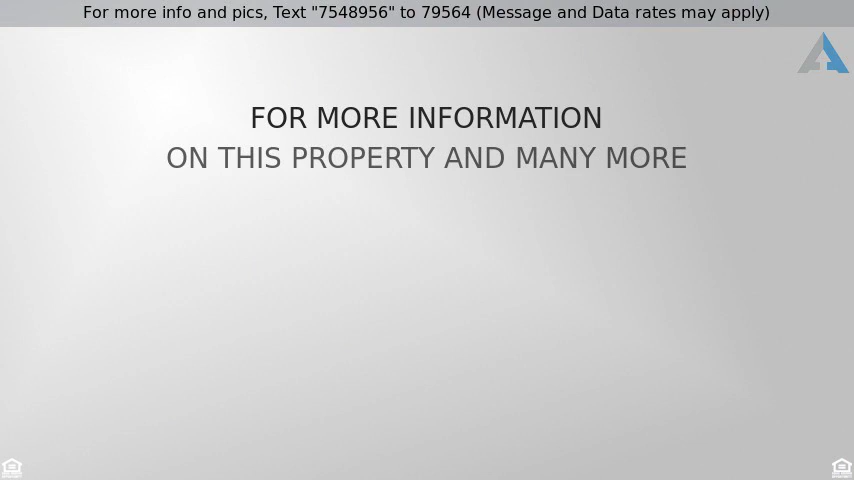 For more info and pics, Text "7548956" to 79564 (Message and Data rates may apply)
FOR MORE INFORMATION
ON THIS PROPERTY AND MANY MORE